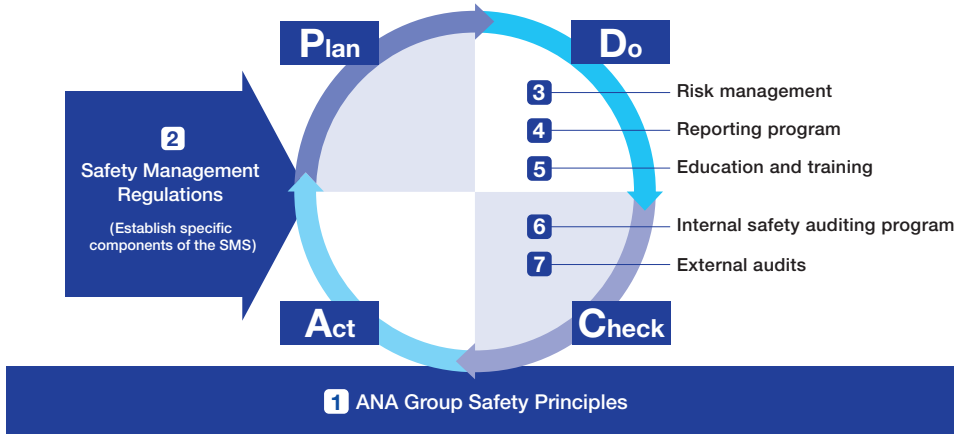 Plan
Do
3 Risk management
4 Reporting program
5 Education and training
2
Safety Management
Regulations
(Establish specific
components of the SMS)
6 Internal safety auditing program
7 External audits
Act
Check
1 ANA Group Safety Principles